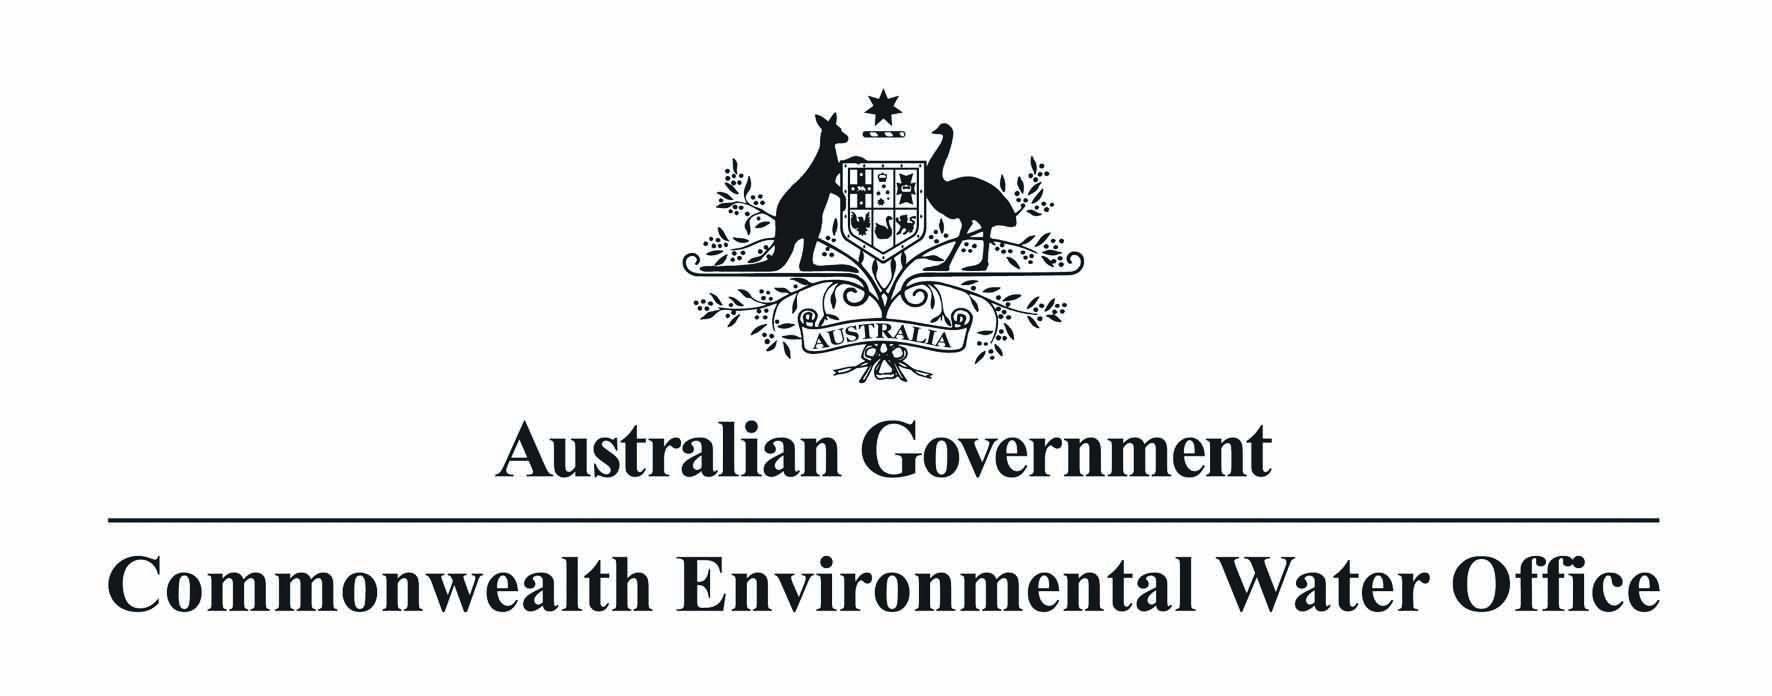 AUSTRALIA
Australian Government
Commonwealth Environmental Water Office